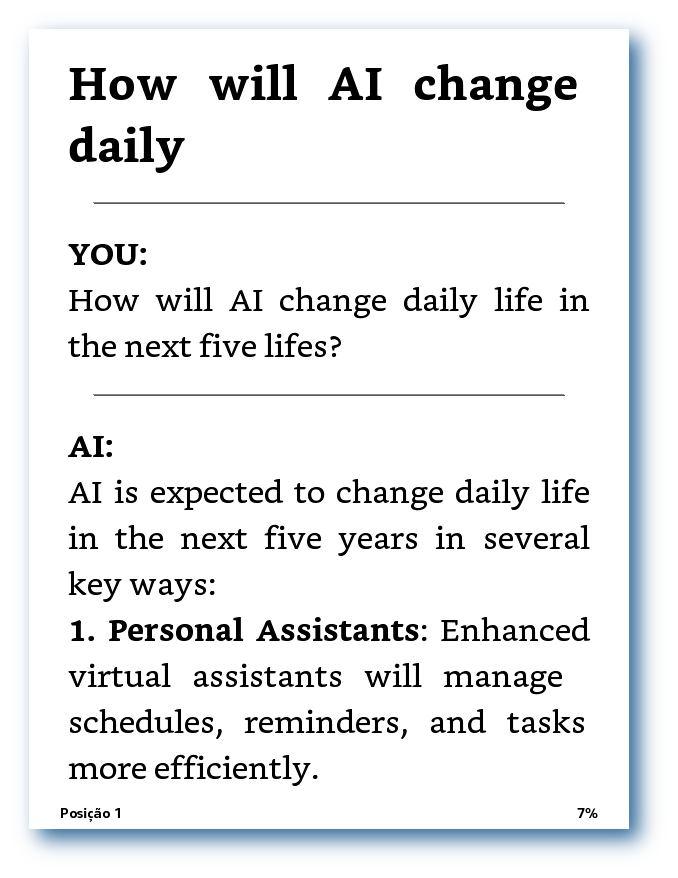 How will AI change
daily
YOU:
How will AI change daily life in
the next five lifes?
AI:
AI is expected to change daily life
in the next five years in several
key ways:
1. Personal Assistants: Enhanced
virtual assistants will manage
schedules, reminders, and tasks
more efficiently.
Posição 1
7%